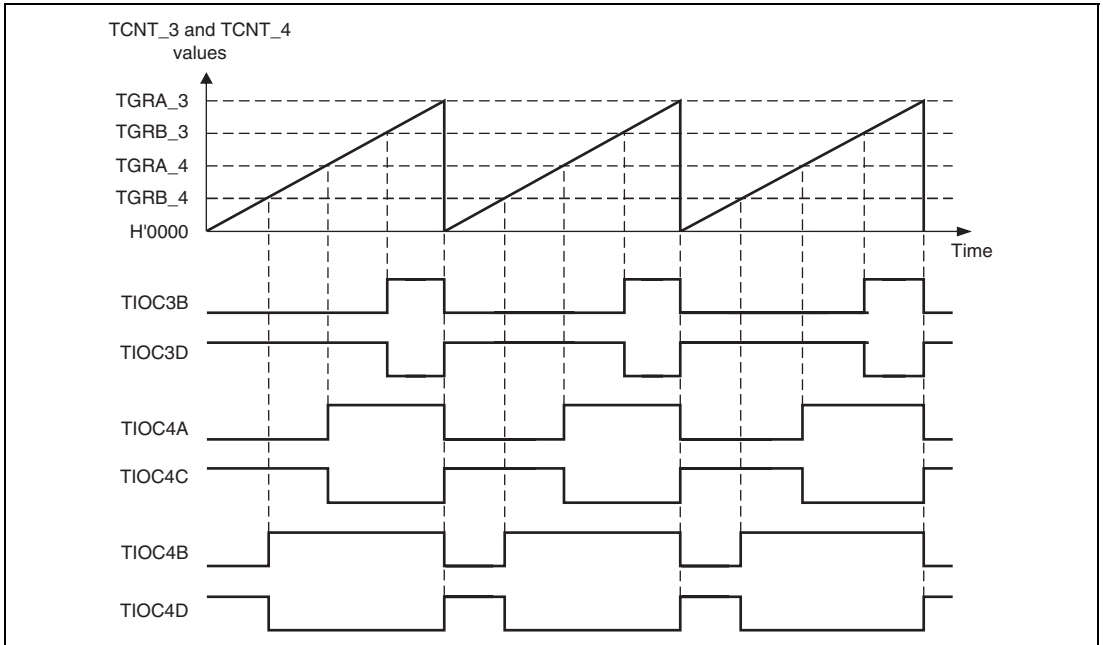 TCNT_3 and TCNT_4
values
TGRA_3
TGRB_3
TGRA_4
TGRB_4
H'0000
Time
TIOC3B
TIOC3D
TIOC4A
TIOC4C
TIOC4B
TIOC4D